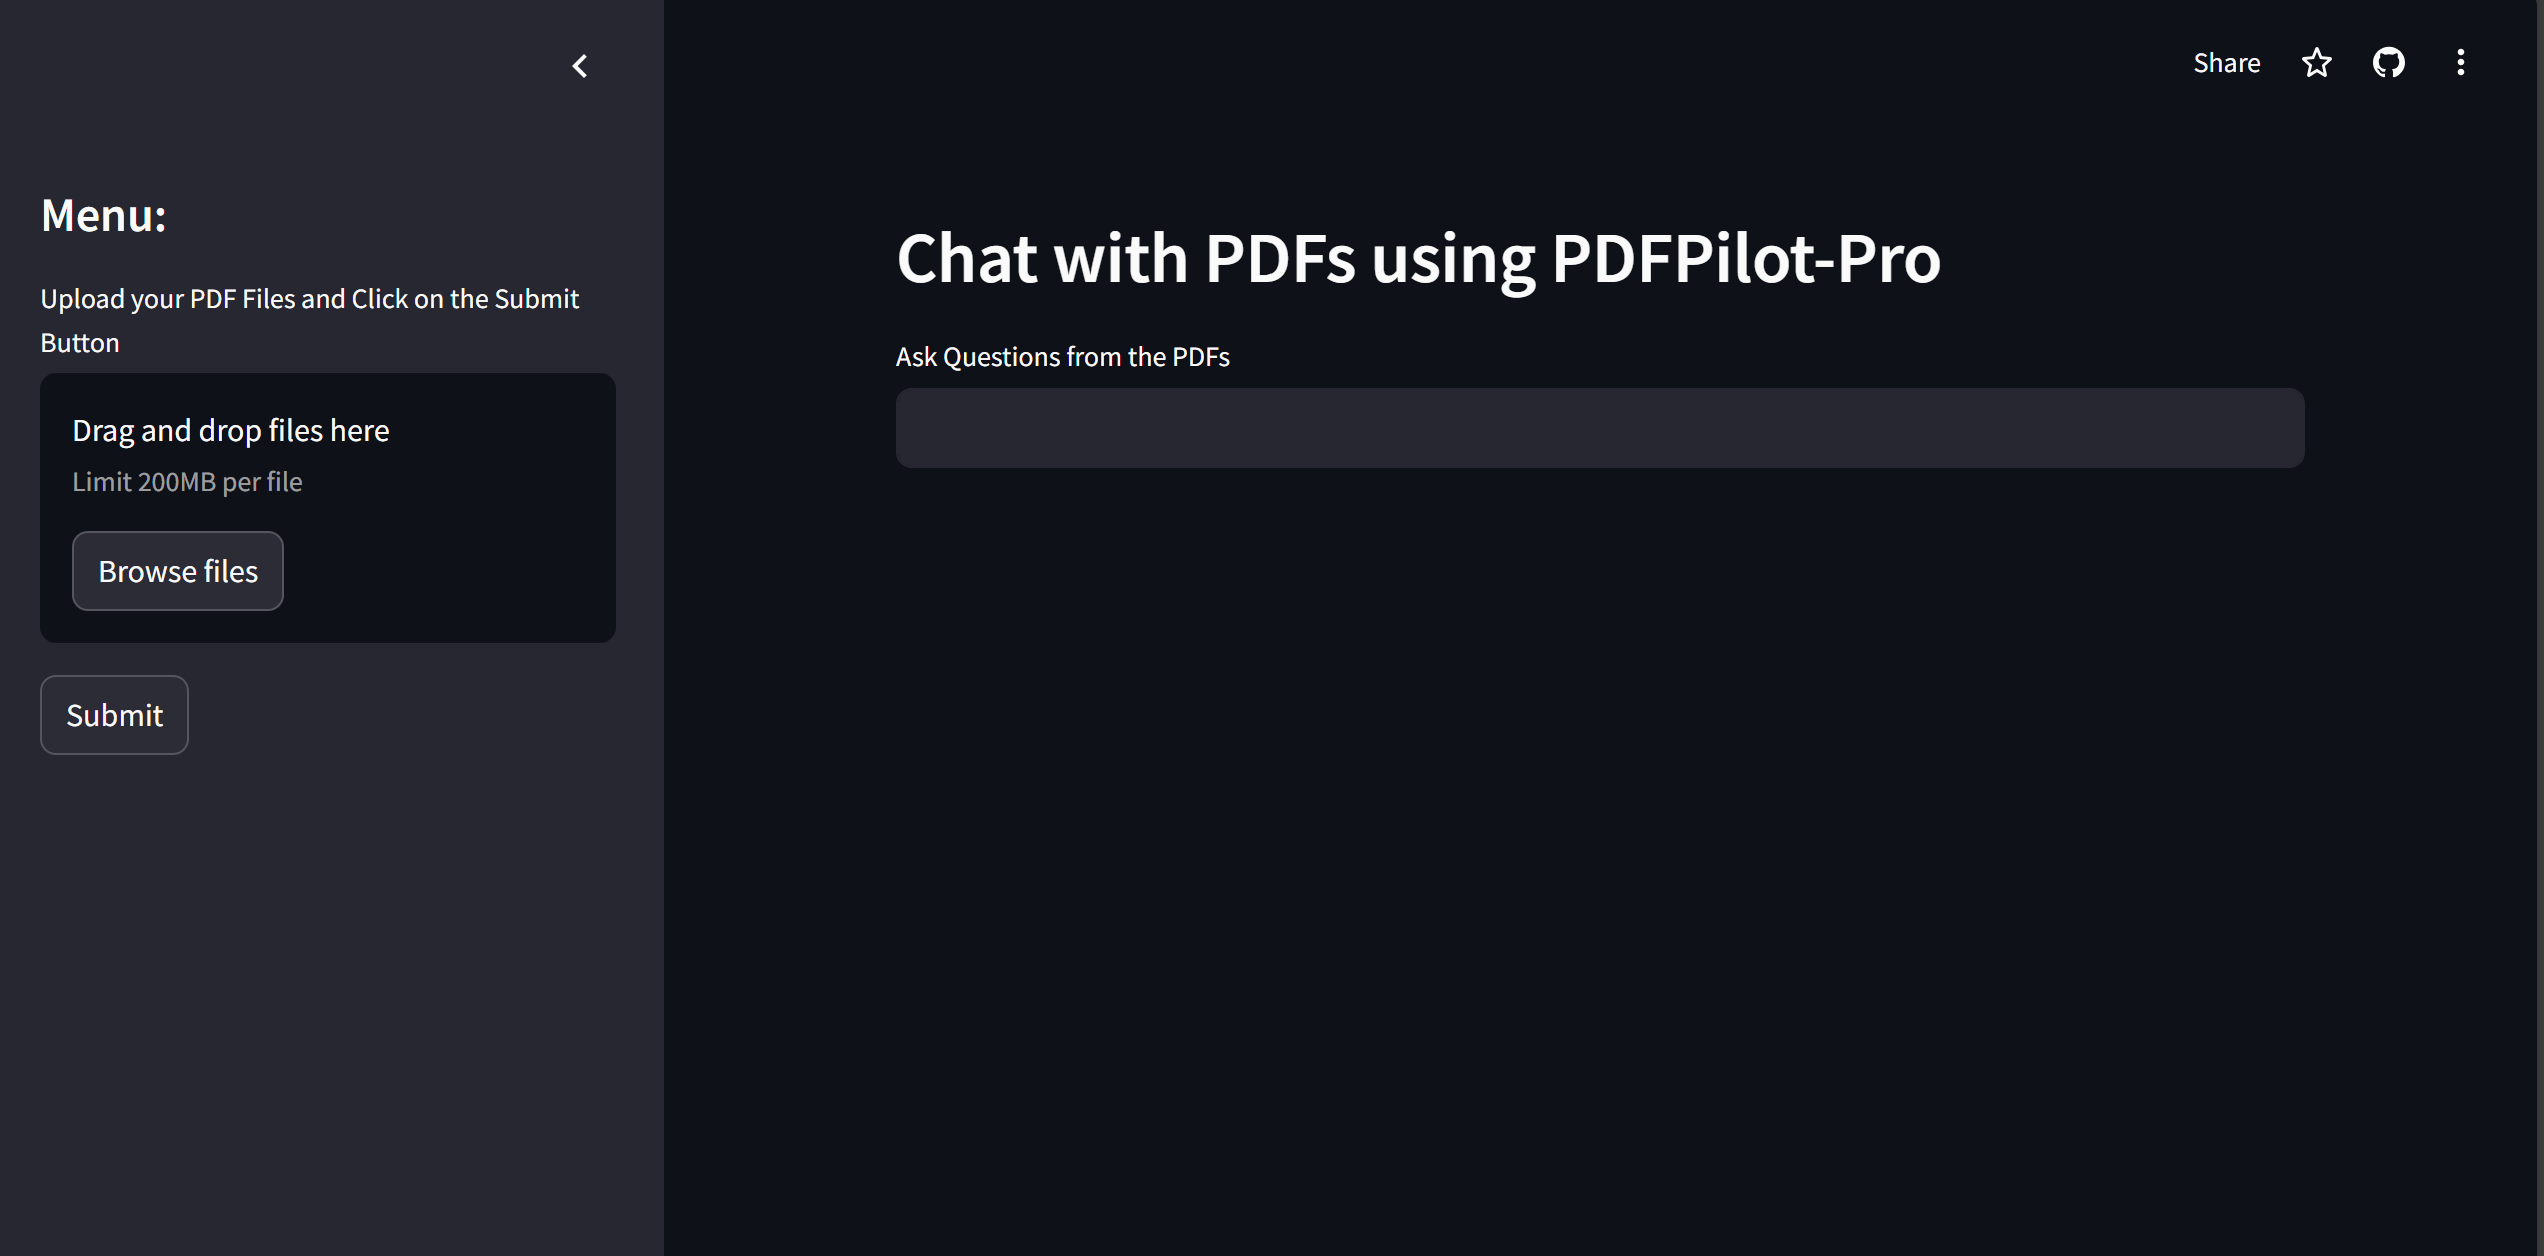 Share
Menu:
Upload your PDF Files and Click on the Submit
Button
Drag and drop files here
Limit 200MB per file
Browse files
Submit
Chat with PDFs using PDFPilot-Pro
Ask Questions from the PDFs